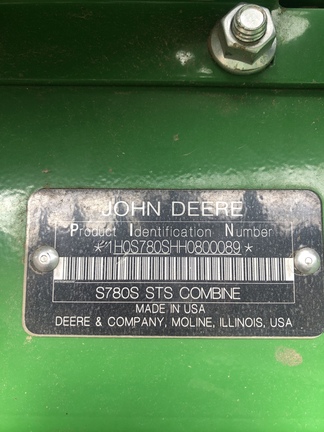 JOHN DEERE
Product Identification Number
*1H0S780SHH0800089*
S780S STS COMBINE
MADE IN USA
DEERE & COMPANY, MOLINE, ILLINOIS, USA